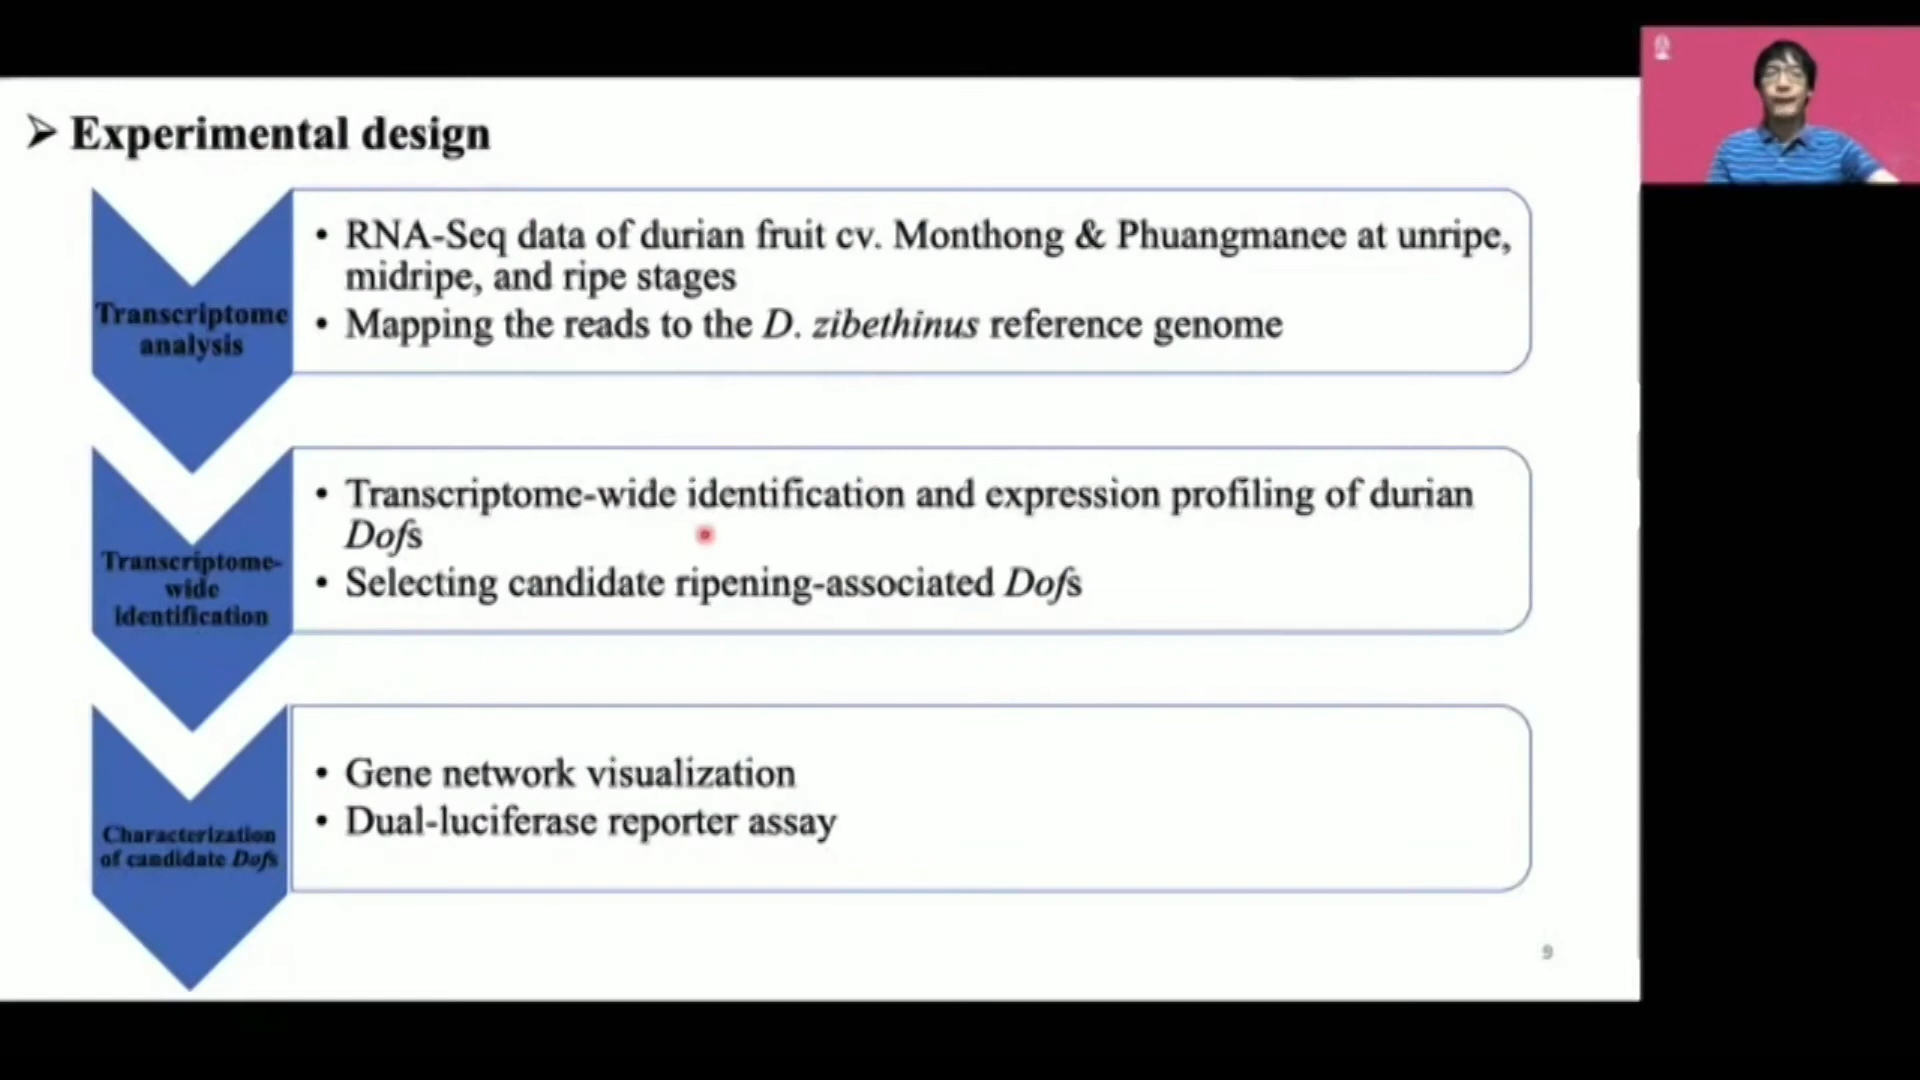 ➤ Experimental design
Transcriptome
analysis
• RNA-Seq data of durian fruit cv. Monthong & Phuangmanee at unripe,
midripe, and ripe stages
• Mapping the reads to the D. zibethinus reference genome
Transcriptome-
wide
identification
• Transcriptome-wide identification and expression profiling of durian
Dofs
• Selecting candidate ripening-associated Dofs
Characterization
of candidate Dofs
• Gene network visualization
• Dual-luciferase reporter assay
9